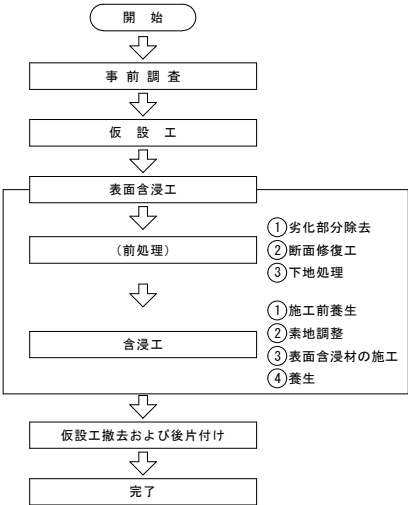 開 始
事 前 調 査
仮 設 工
表面含浸工
(前処理)
①劣化部分除去
②断面修復工
③下地処理
含浸工
①施工前養生
②素地調整
③表面含浸材の施工
④養生
仮設工撤去および後片付け
完了